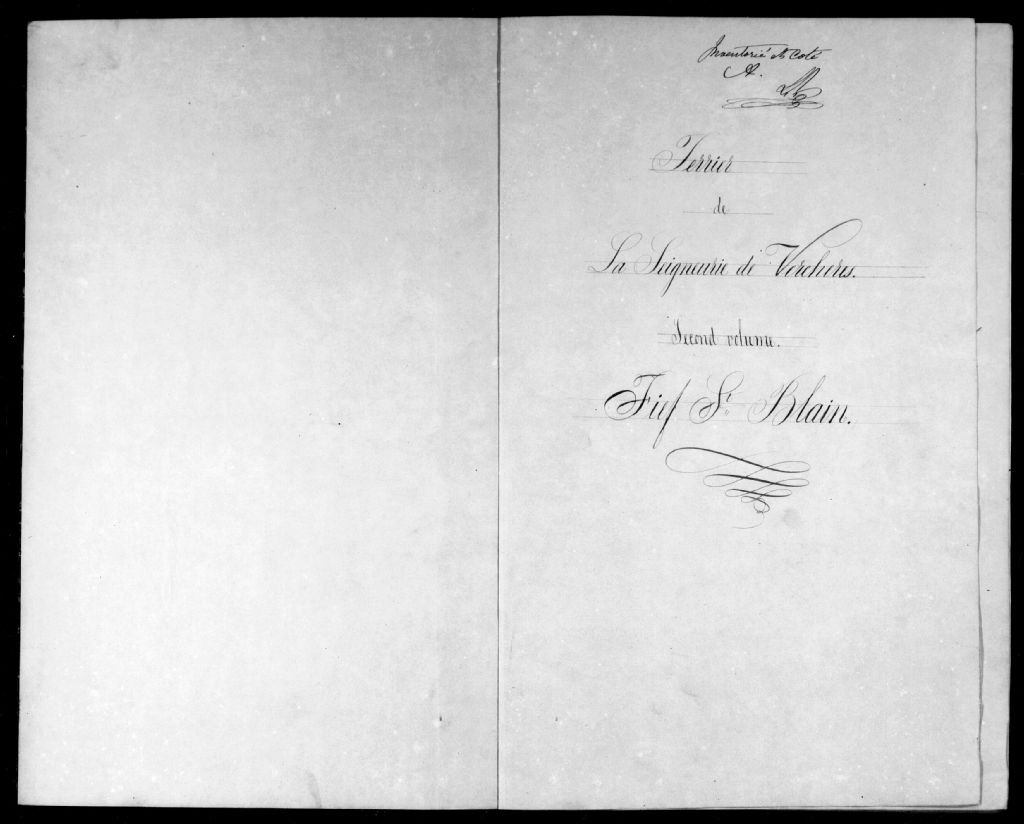 Inventorié et coté
A.
Terrier
de
La Seigneurie de Verchères.
Second volume.
Fief St Blain.